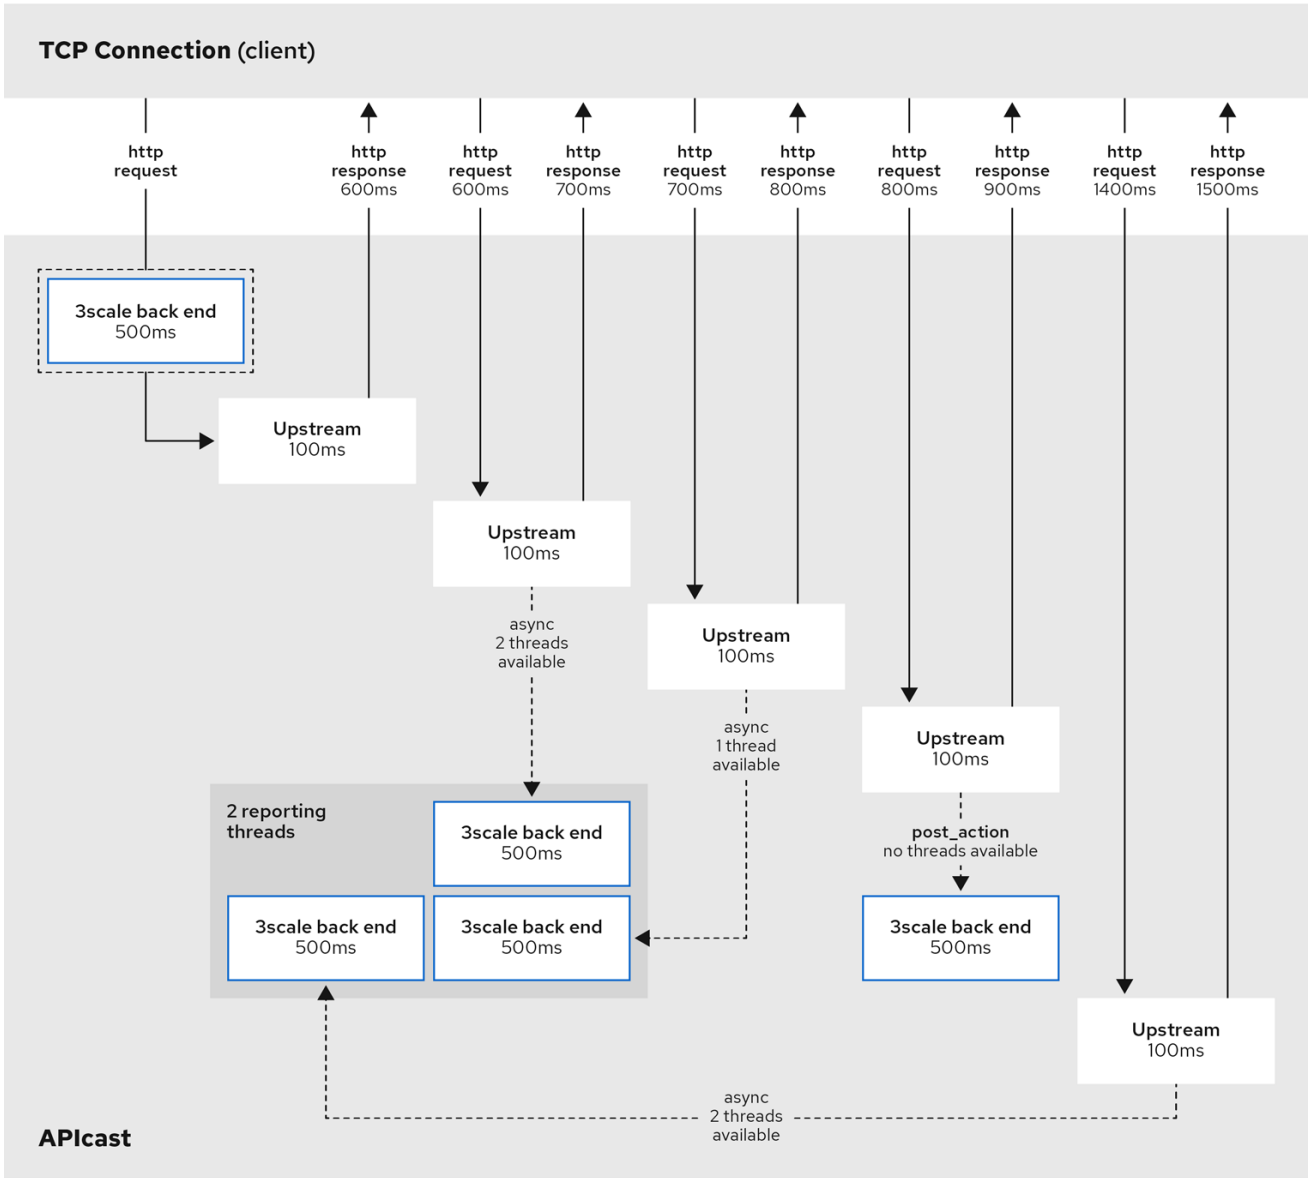 TCP Connection (client)
http
request
http
response
600ms
http
request
600ms
http
response
700ms
http
request
700ms
http
response
800ms
http
request
800ms
http
response
900ms
http
request
1400ms
http
response
1500ms
3scale back end
500ms
Upstream
100ms
Upstream
100ms
async
2 threads
available
Upstream
100ms
async
1 thread
available
Upstream
100ms
post_action
no threads available
2 reporting
threads
3scale back end
500ms
3scale back end
500ms
3scale back end
500ms
3scale back end
500ms
Upstream
100ms
async
2 threads
available
APIcast